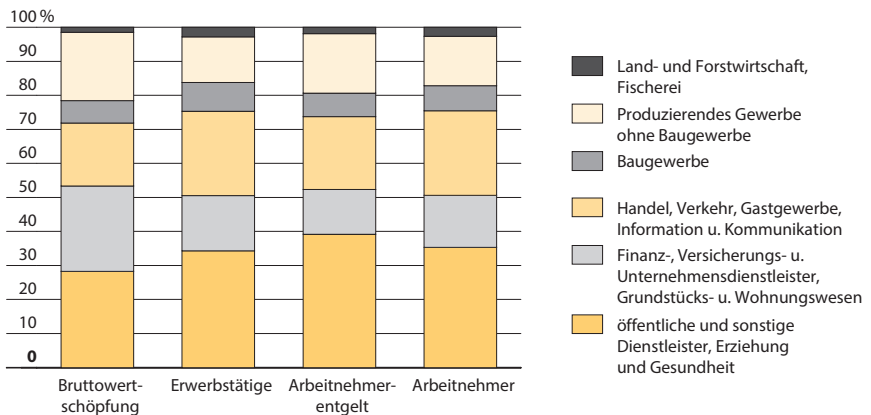 100 %
90
80
70
60
50
40
30
20
10
0
Bruttowert-
schöpfung
Erwerbstätige
Arbeitnehmer-
entgelt
Arbeitnehmer
Land- und Forstwirtschaft,
Fischerei
Produzierendes Gewerbe
ohne Baugewerbe
Baugewerbe
Handel, Verkehr, Gastgewerbe,
Information u. Kommunikation
Finanz-, Versicherungs- u.
Unternehmensdienstleister,
Grundstücks- u. Wohnungswesen
öffentliche und sonstige
Dienstleister, Erziehung
und Gesundheit